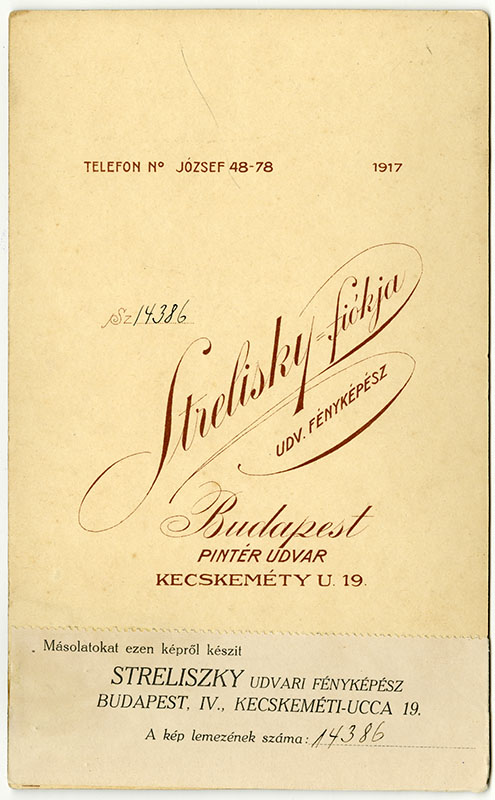 TELEFON Nº JÓZSEF 48-78 1917
Sz 14386
Strelisky=fiókja
UDV. FÉNYKÉPÉSZ
Budapest
PINTÉR UDVAR
KECSKEMÉTY U. 19.
Másolatokat ezen képről készit
STRELISZKY UDVARI FÉNYKÉPÉSZ
BUDAPEST, IV., KECSKEMÉTI-UCCA 19.
A kép lemezének száma: 14386